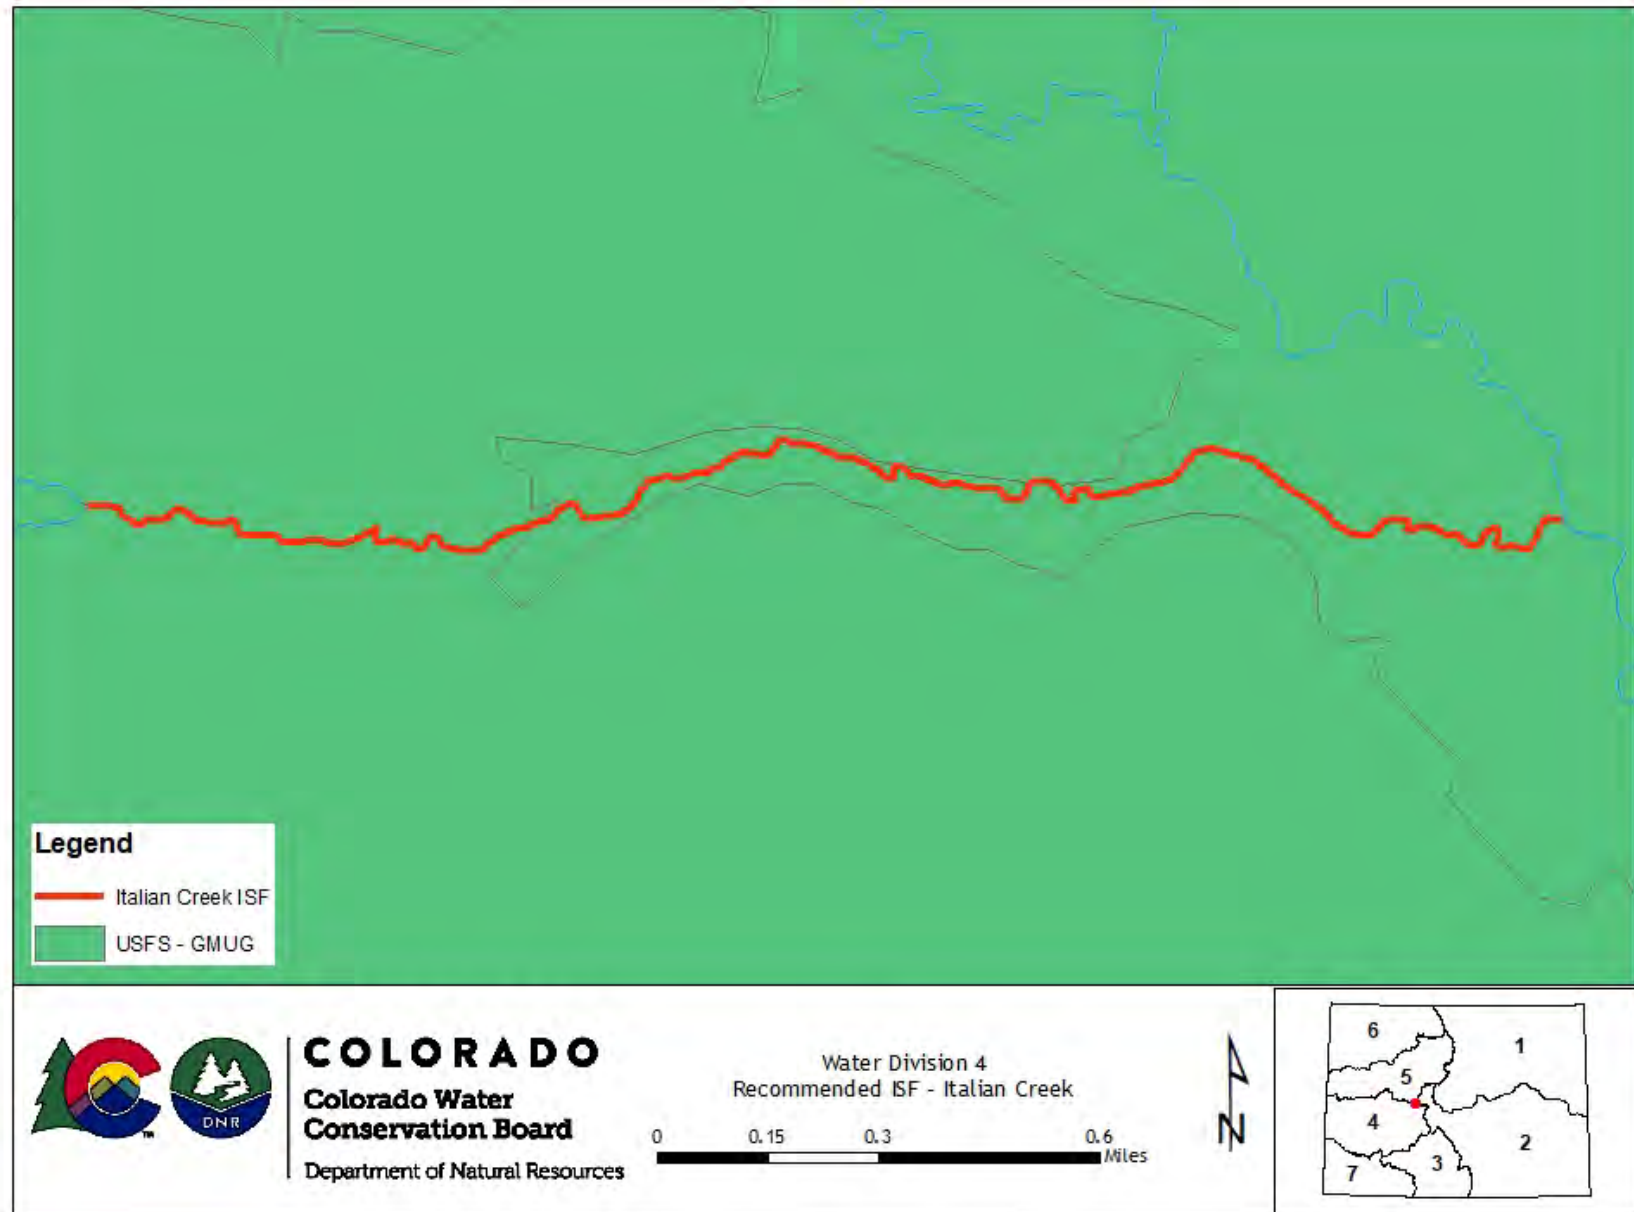 Legend
Italian Creek ISF
USFS - GMUG
TM
DNR
COLORADO
Colorado Water
Conservation Board
Department of Natural Resources
Water Division 4
Recommended ISF - Italian Creek
0 0.15 0.3 0.6
Miles
N
6
1
5
4
2
3
7